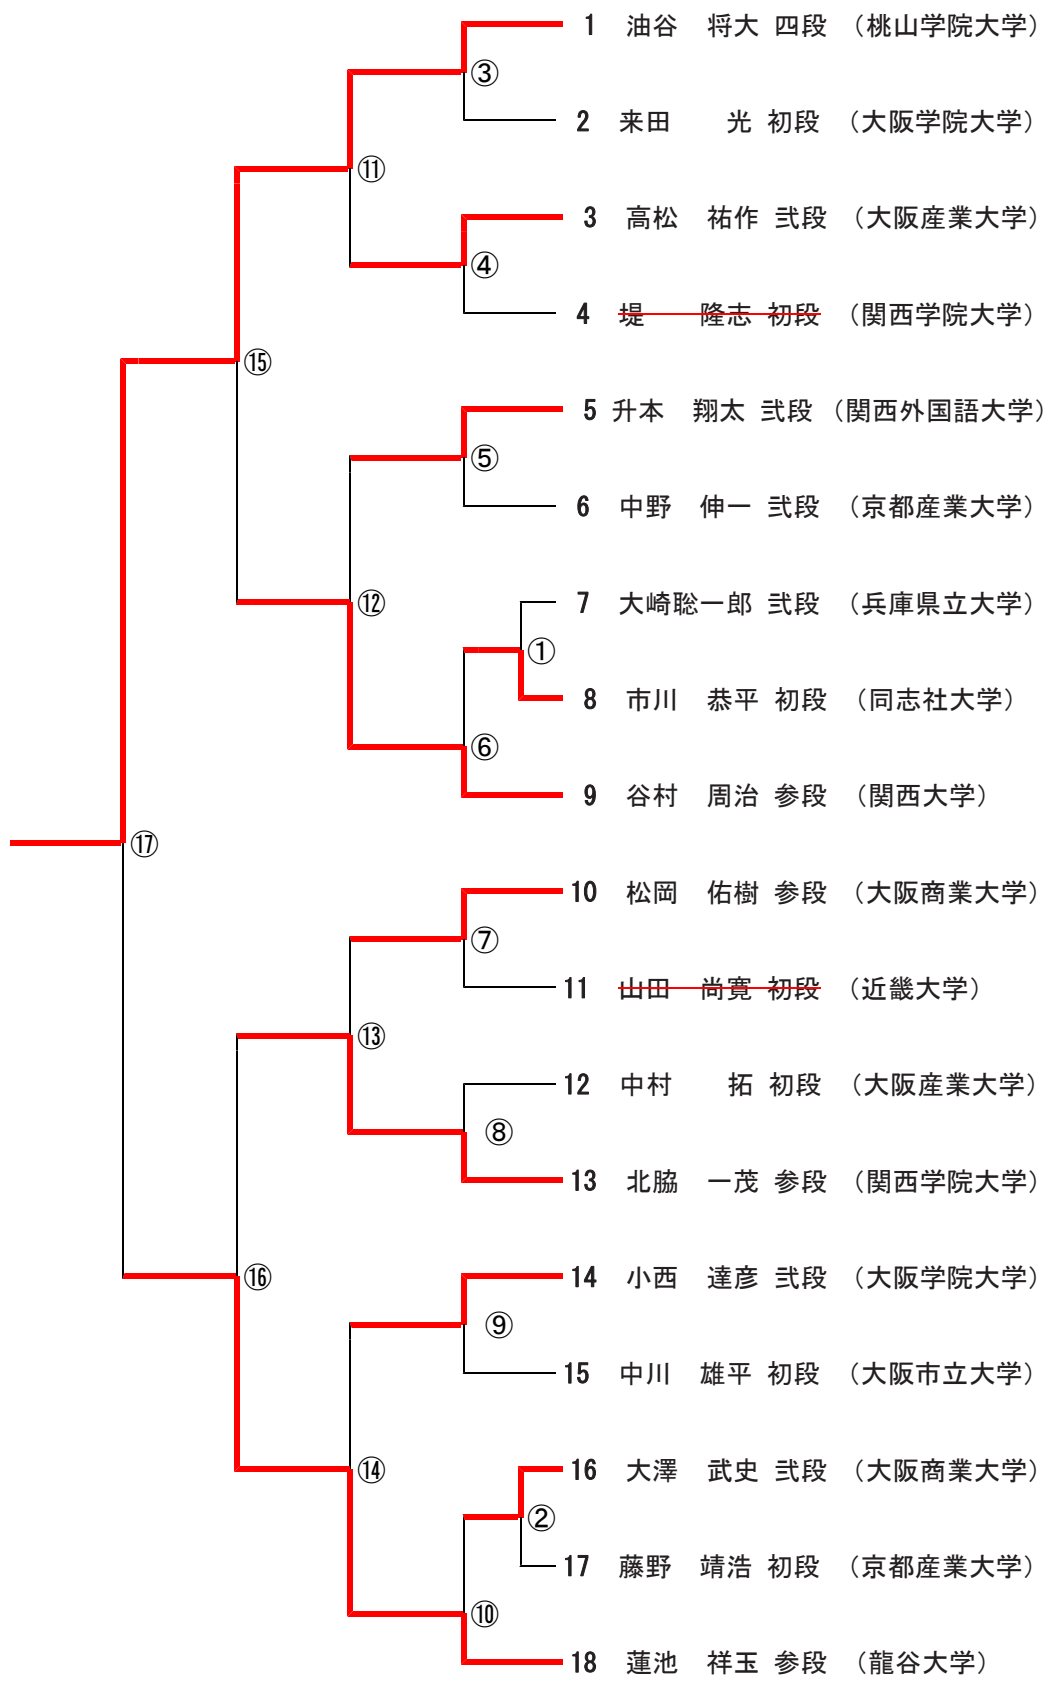 1 油谷 将大 四段 （桃山学院大学）
③
2 来田 光 初段 （大阪学院大学）
⑪
3 高松 祐作 弐段 （大阪産業大学）
④
4 堤 隆志 初段 （関西学院大学）
⑮
5 升本 翔太 弐段 （関西外国語大学）
⑤
6 中野 伸一 弐段 （京都産業大学）
⑫
7 大崎聡一郎 弐段 （兵庫県立大学）
①
8 市川 恭平 初段 （同志社大学）
⑥
9 谷村 周治 参段 （関西大学）
⑰
10 松岡 佑樹 参段 （大阪商業大学）
⑦
11 山田 尚寛 初段 （近畿大学）
⑬
12 中村 拓 初段 （大阪産業大学）
⑧
13 北脇 一茂 参段 （関西学院大学）
⑯
14 小西 達彦 弐段 （大阪学院大学）
⑨
15 中川 雄平 初段 （大阪市立大学）
⑭
16 大澤 武史 弐段 （大阪商業大学）
②
17 藤野 靖浩 初段 （京都産業大学）
⑩
18 蓮池 祥玉 参段 （龍谷大学）